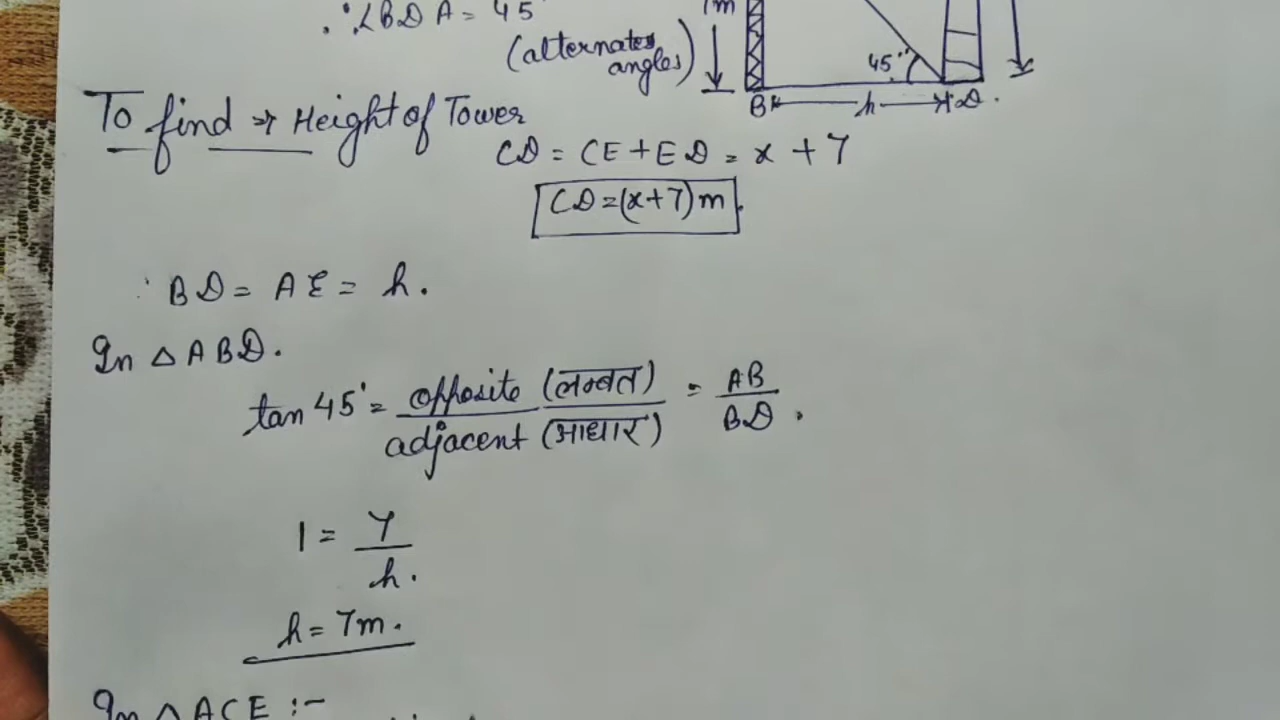 ∴ ∠BDA = 45°
(alternates angles)
7m
45°
B h D
To find → Height of Tower
CD = CE + ED = x + 7
CD = (x+7)m.
∵ BD = AE = h.
In △ABD.
tan 45° = opposite (लम्बत) / adjacent (आधार) = AB / BD.
1 = 7 / h.
h = 7m.
In △ACE :-